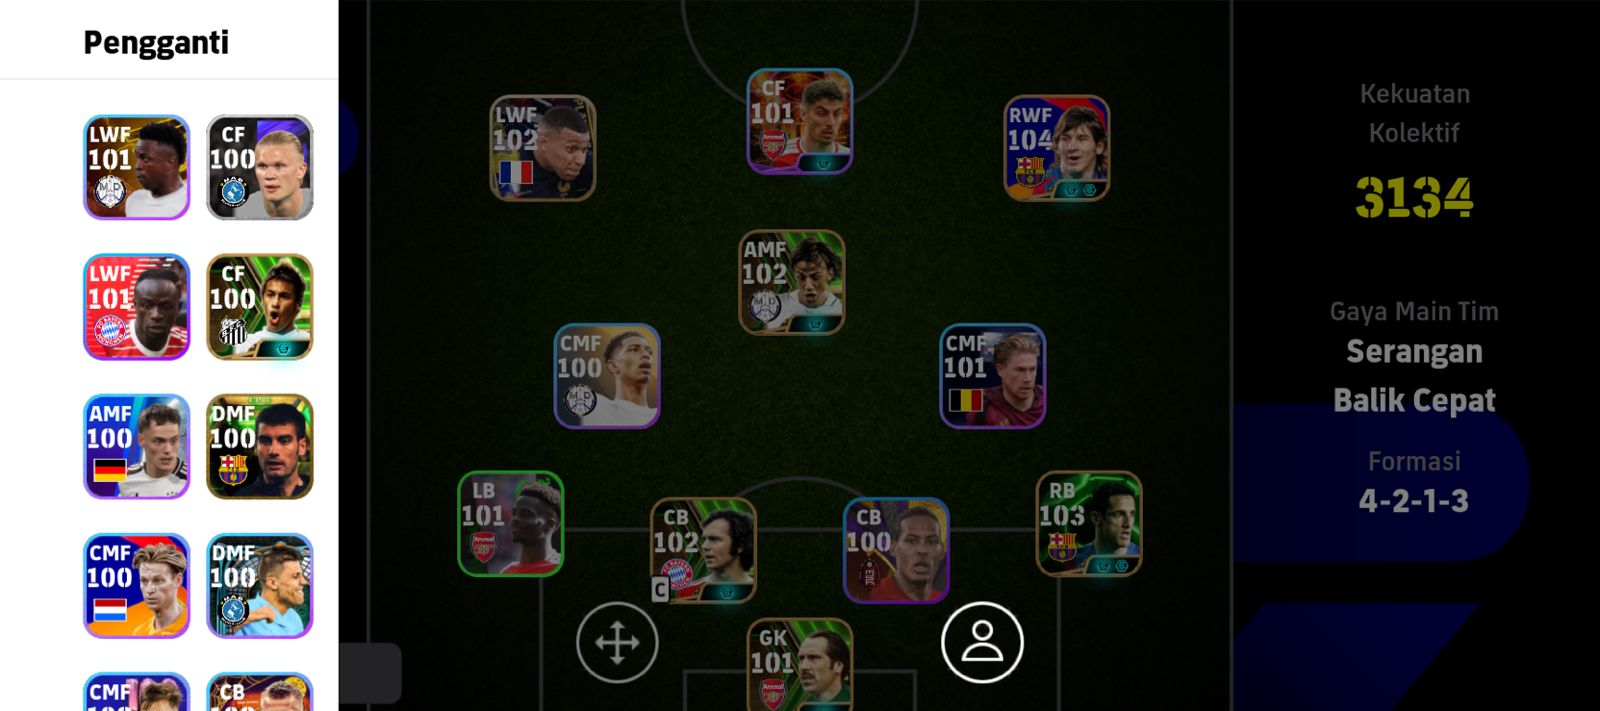 Pengganti
LWF
101
CF
100
LWF
101
CF
100
AMF
100
DMF
100
CMF
100
DMF
100
CMF
CB
LWF
102
CF
101
RWF
104
AMF
102
CMF
100
CMF
101
LB
101
CB
102
C
CB
100
RB
103
GK
101
Kekuatan
Kolektif
3134
Gaya Main Tim
Serangan
Balik Cepat
Formasi
4-2-1-3